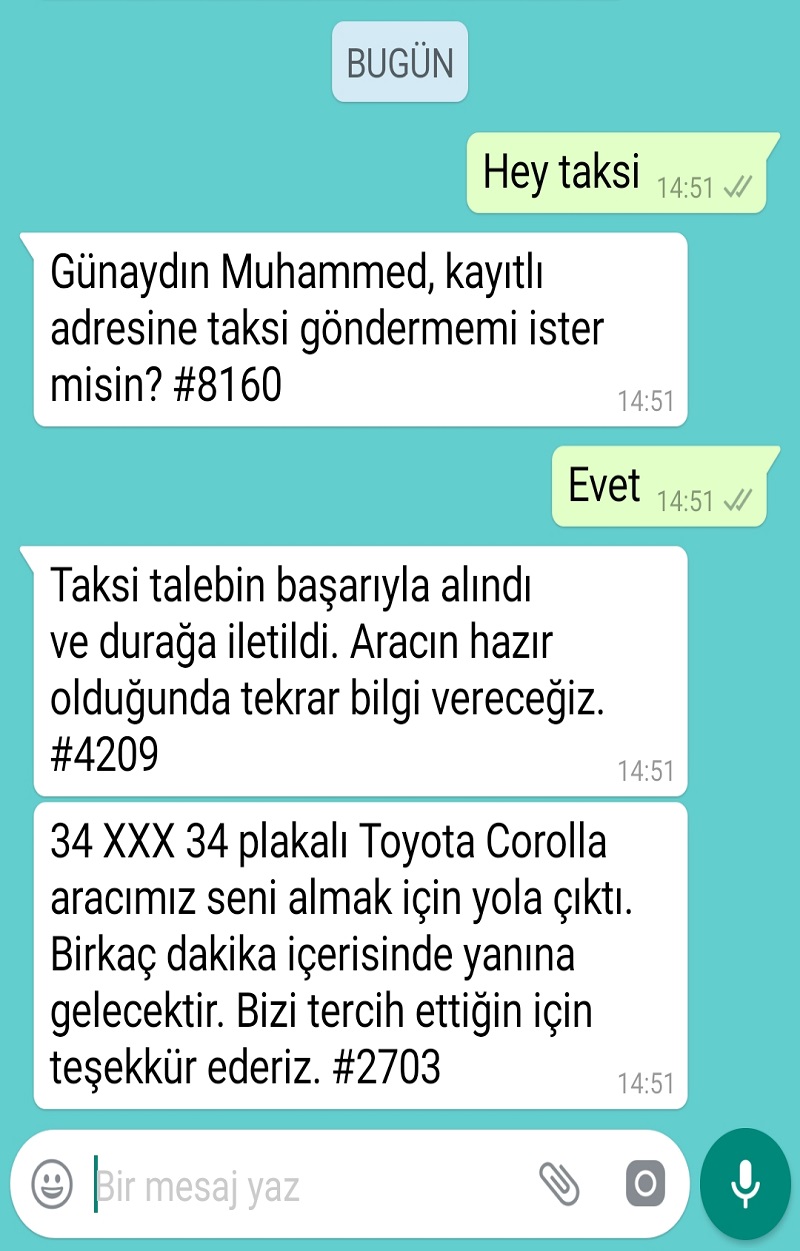 BUGÜN
Hey taksi 14:51
Günaydın Muhammed, kayıtlı
adresine taksi göndermemi ister
misin? #8160
14:51
Evet 14:51
Taksi talebin başarıyla alındı
ve durağa iletildi. Aracın hazır
olduğunda tekrar bilgi vereceğiz.
#4209
14:51
34 XXX 34 plakalı Toyota Corolla
aracımız seni almak için yola çıktı.
Birkaç dakika içerisinde yanına
gelecektir. Bizi tercih ettiğin için
teşekkür ederiz. #2703
14:51
Bir mesaj yaz